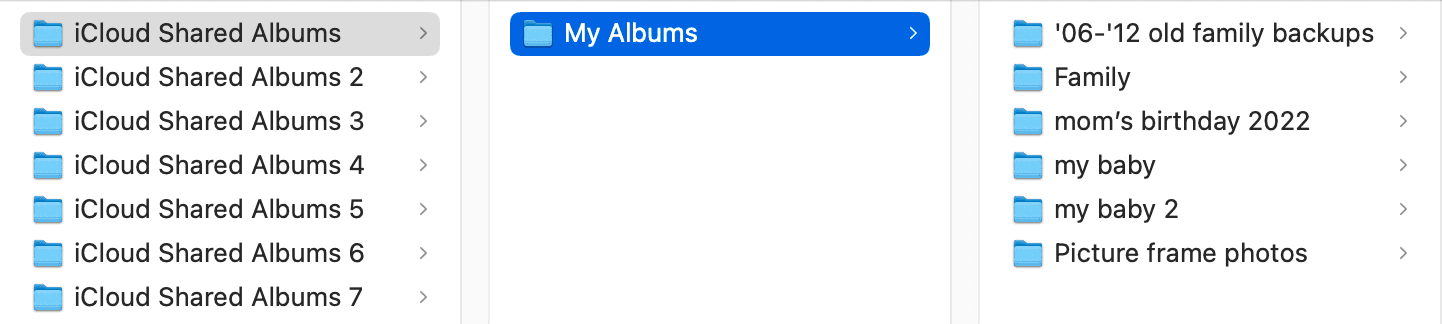 iCloud Shared Albums
iCloud Shared Albums 2
iCloud Shared Albums 3
iCloud Shared Albums 4
iCloud Shared Albums 5
iCloud Shared Albums 6
iCloud Shared Albums 7
My Albums
'06-'12 old family backups
Family
mom’s birthday 2022
my baby
my baby 2
Picture frame photos